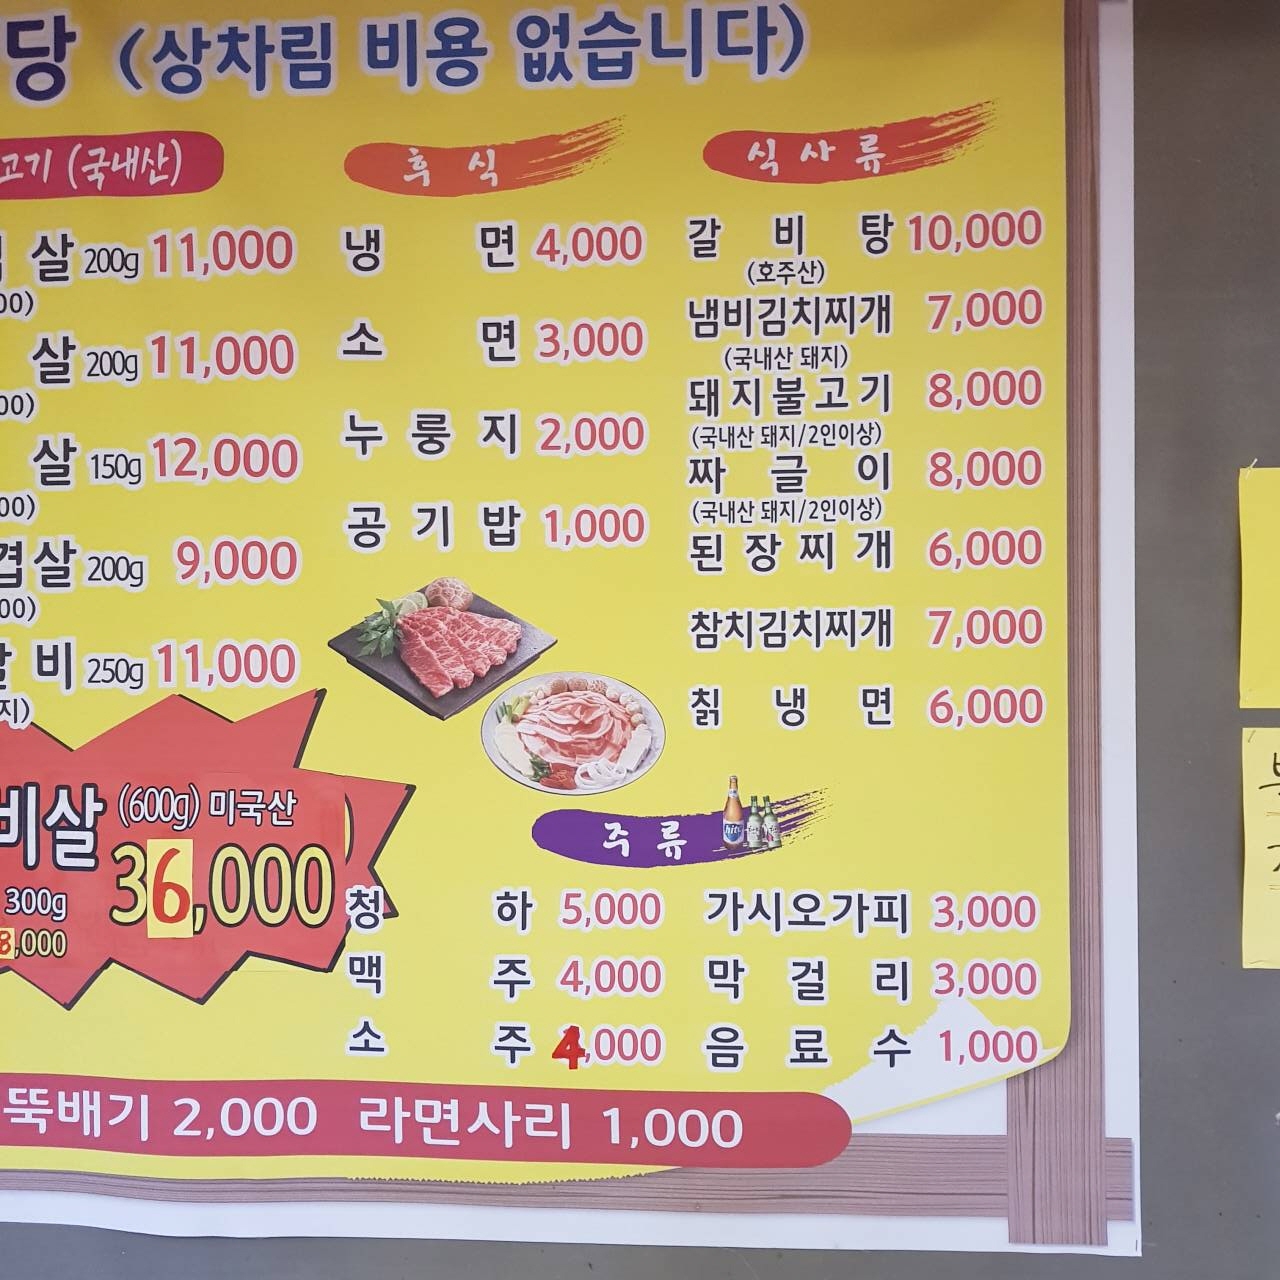 당 (상차림 비용 없습니다)
고기 (국내산)
살 200g 11,000
00)
살 200g 11,000
00)
살 150g 12,000
00)
겹살 200g 9,000
00)
비 250g 11,000
지)
비살 (600g) 미국산
36,000
300g
8,000
후 식
냉 면 4,000
소 면 3,000
누룽지 2,000
공기밥 1,000
식사류
갈비탕 10,000
(호주산)
냄비김치찌개 7,000
(국내산 돼지)
돼지불고기 8,000
(국내산 돼지/2인이상)
짜글이 8,000
(국내산 돼지/2인이상)
된장찌개 6,000
참치김치찌개 7,000
칡냉면 6,000
주류
hite
청하 5,000 가시오가피 3,000
맥주 4,000 막걸리 3,000
소주 4,000 음료수 1,000
뚝배기 2,000 라면사리 1,000